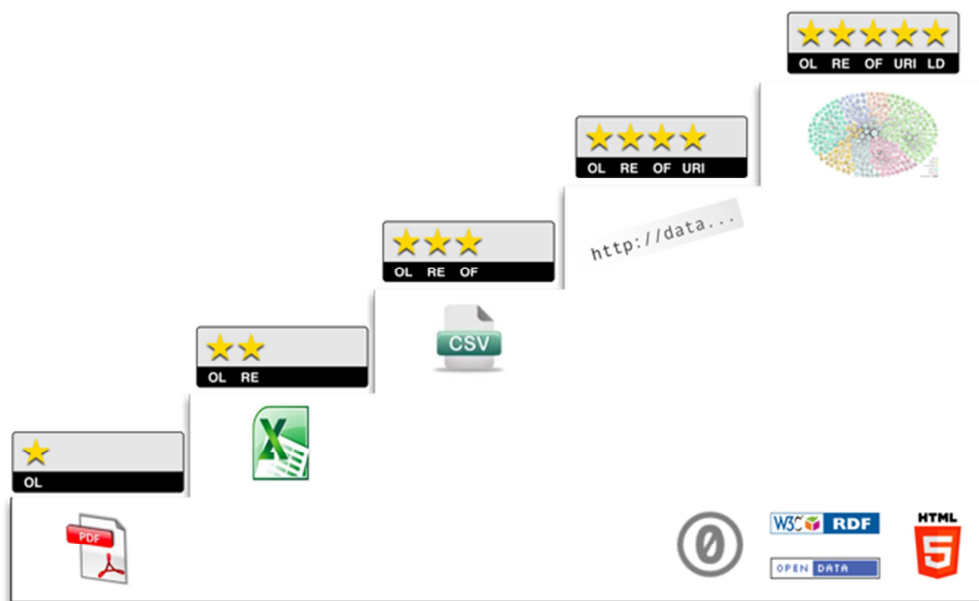 OL RE OF URI LD
OL RE OF URI
http://data...
OL RE OF
CSV
OL RE
X
OL
PDF
0
W3C RDF
OPEN DATA
HTML
5